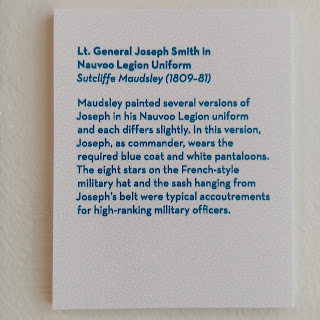 Lt. General Joseph Smith in
Nauvoo Legion Uniform
Sutcliffe Maudsley (1809-81)
Maudsley painted several versions of
Joseph in his Nauvoo Legion uniform
and each differs slightly. In this version,
Joseph, as commander, wears the
required blue coat and white pantaloons.
The eight stars on the French-style
military hat and the sash hanging from
Joseph's belt were typical accoutrements
for high-ranking military officers.